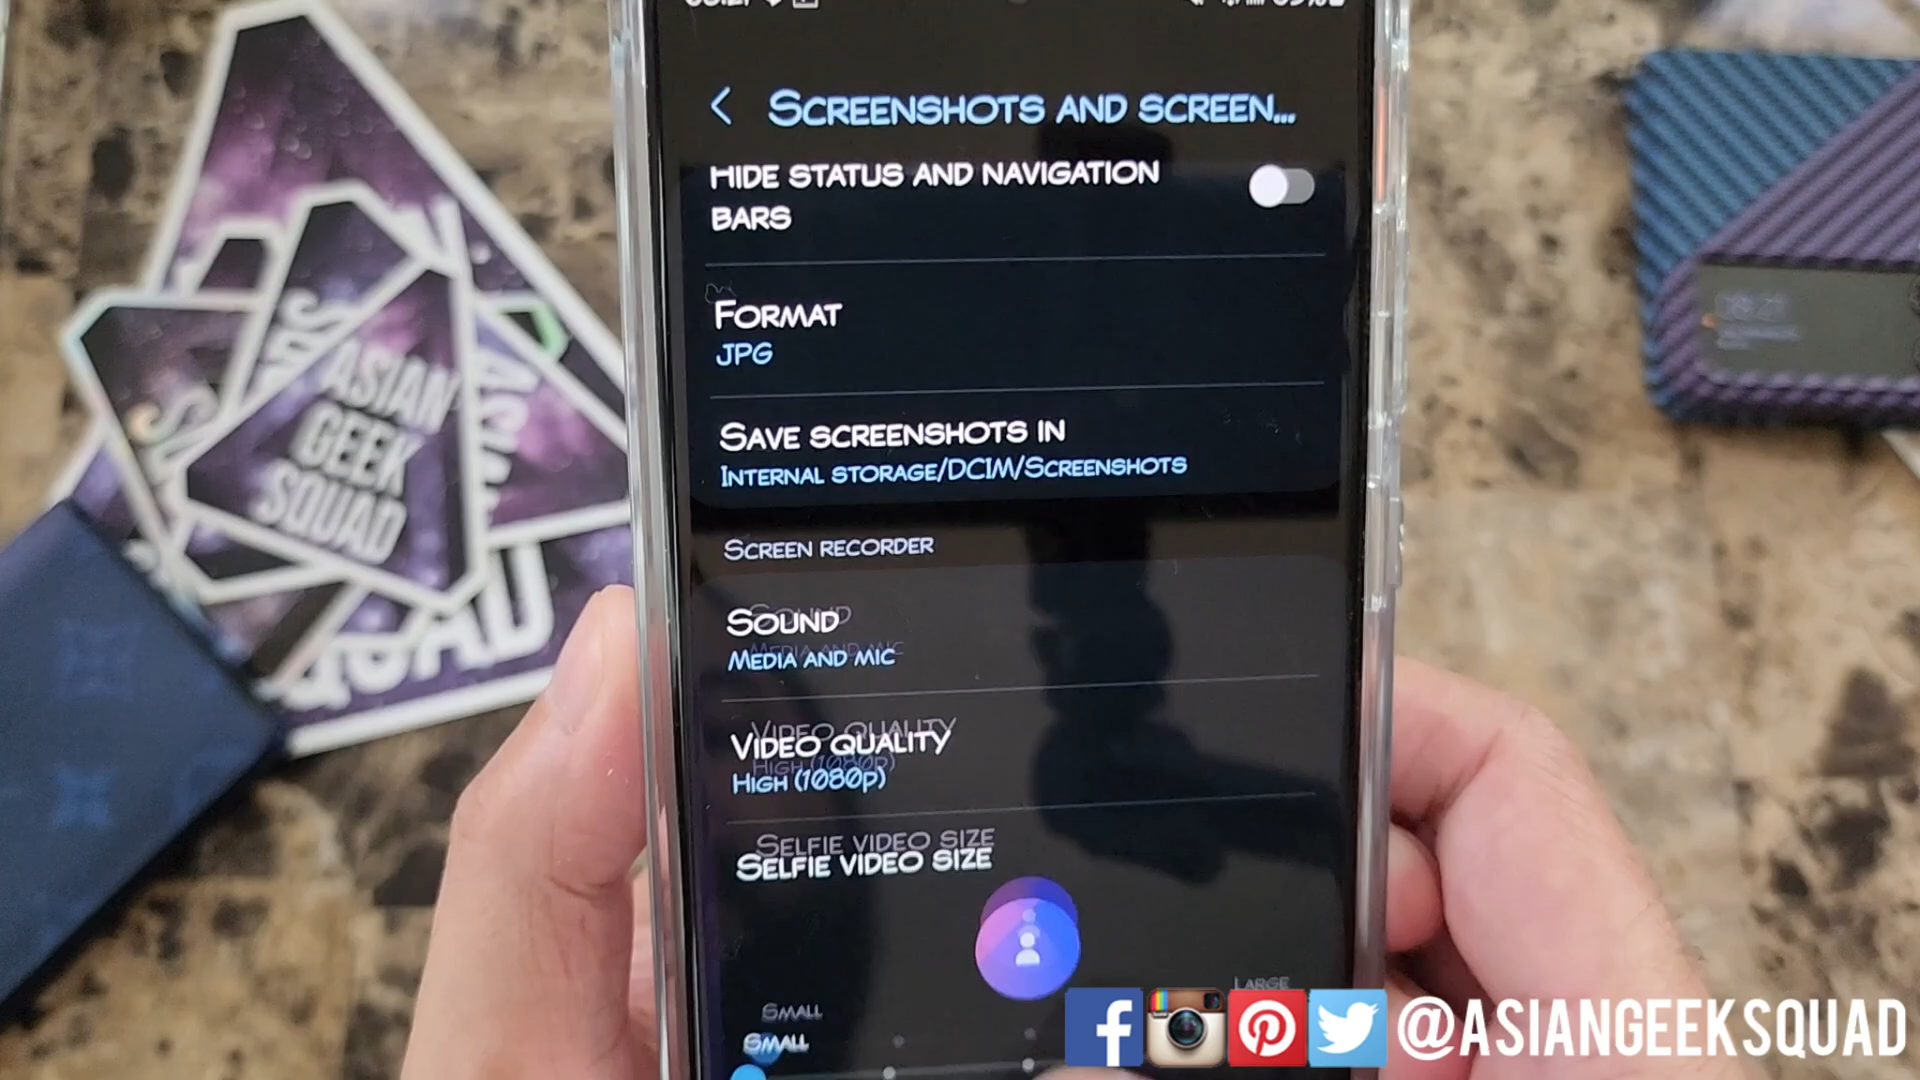 Screenshots and screen...
Hide status and navigation
bars
Format
JPG
Save screenshots in
Internal storage/DCIM/Screenshots
Screen recorder
Sound
Media and mic
Video quality
High (1080p)
Selfie video size
Small
Large
ASIAN
GEEK
SQUAD
@ASIANGEEKSQUAD